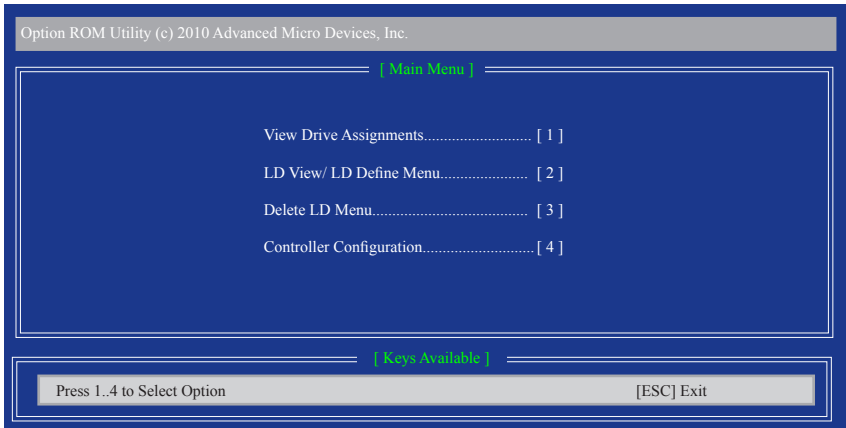 Option ROM Utility (c) 2010 Advanced Micro Devices, Inc.
[ Main Menu ]
View Drive Assignments........................... [ 1 ]
LD View/ LD Define Menu...................... [ 2 ]
Delete LD Menu....................................... [ 3 ]
Controller Configuration............................[ 4 ]
[ Keys Available ]
Press 1..4 to Select Option [ESC] Exit